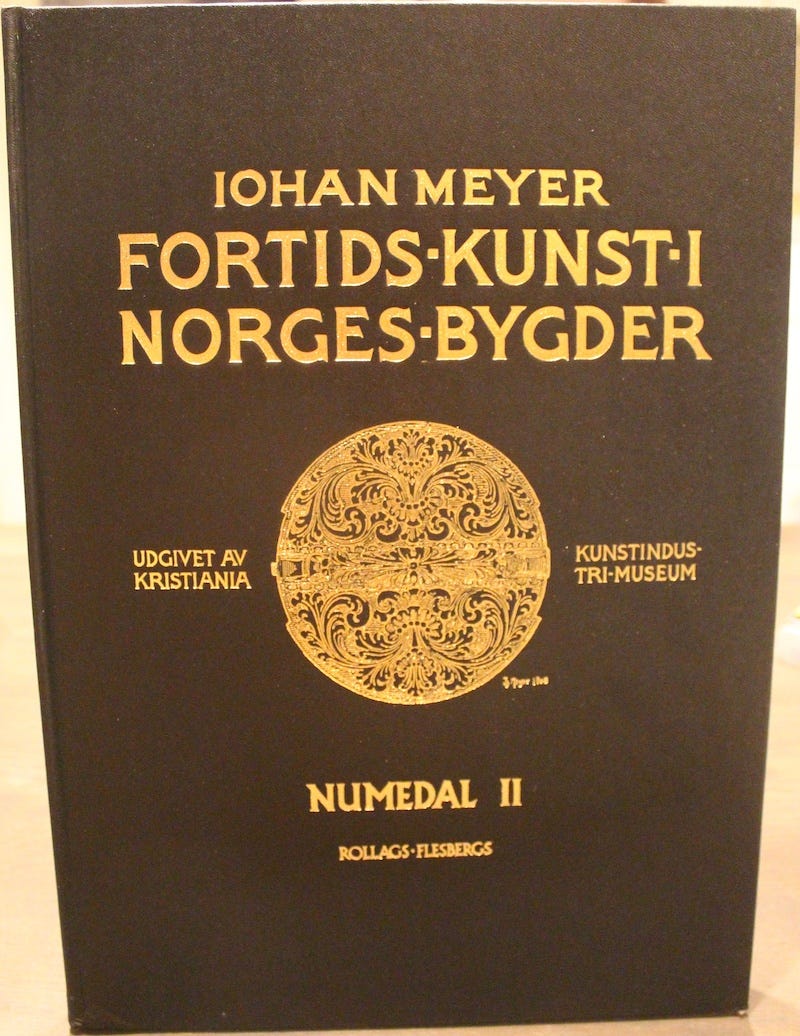 IOHAN MEYER
FORTIDS·KUNST·I
NORGES·BYGDER
UDGIVET AV
KRISTIANIA
KUNSTINDUS-
TRI-MUSEUM
NUMEDAL II
ROLLAGS·FLESBERGS